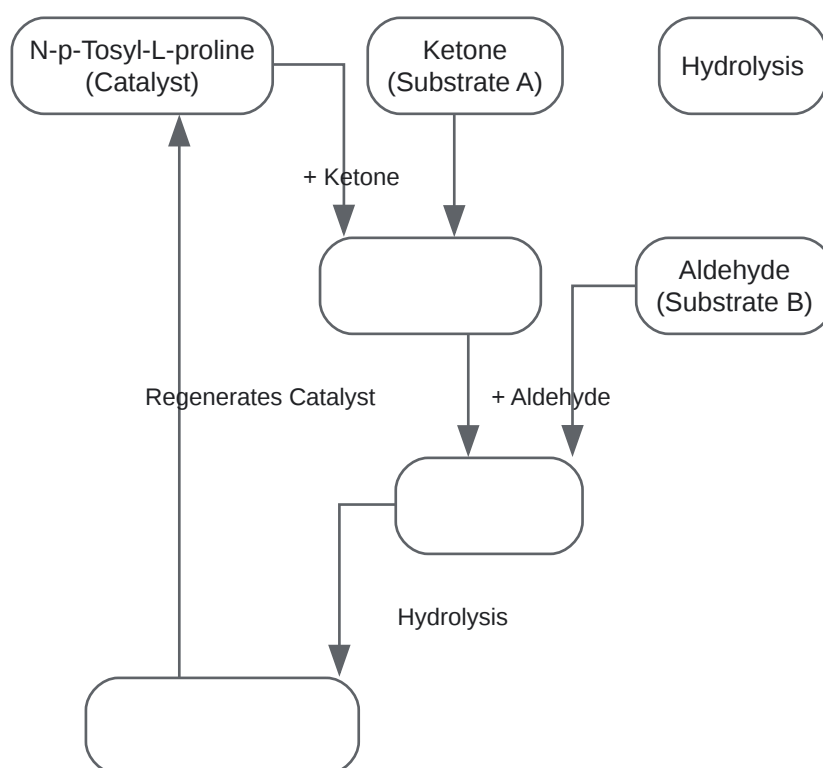 N-p-Tosyl-L-proline
(Catalyst)
Ketone
(Substrate A)
Hydrolysis
+ Ketone
Aldehyde
(Substrate B)
Regenerates Catalyst
+ Aldehyde
Hydrolysis